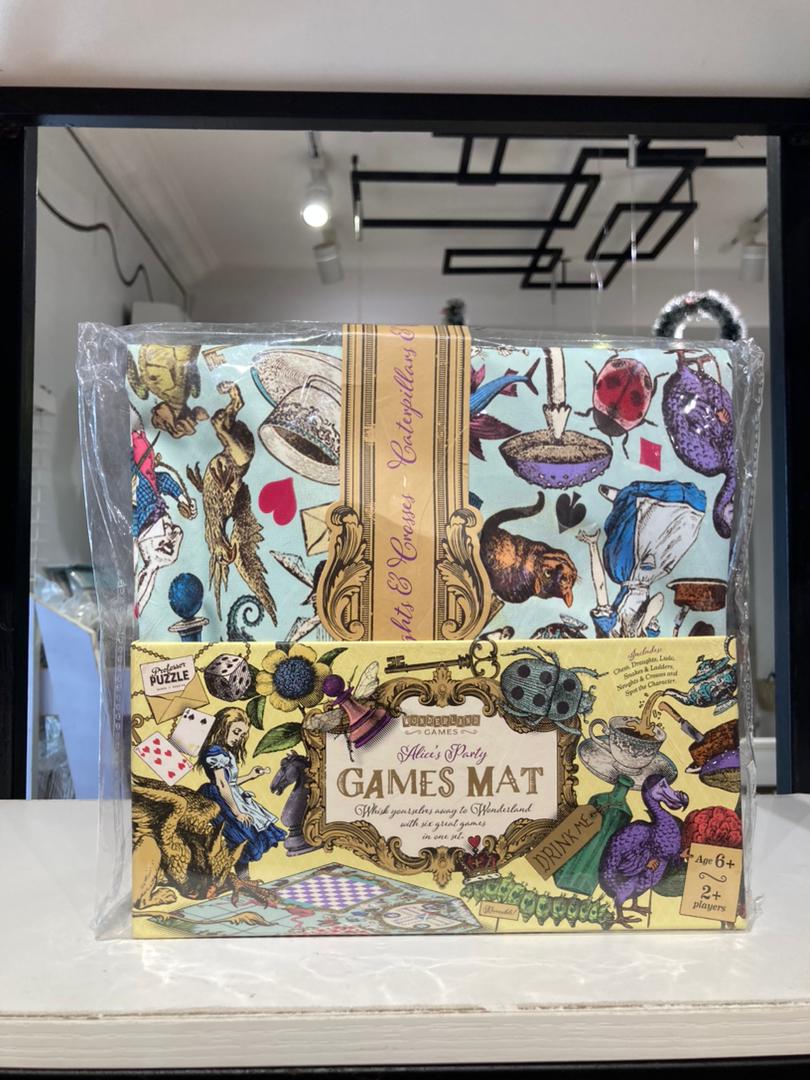 ghts & Crosses ~ Caterpillars &
Professor
PUZZLE
Includes:
Chess, Draughts, Ludo,
Snakes & Ladders,
Noughts & Crosses and
Spot the Character.
WONDERLAND
GAMES
Alice's Party
GAMES MAT
Whisk yourselves away to Wonderland
with six great games
in one set.
DRINK ME
Age 6+
2+
players